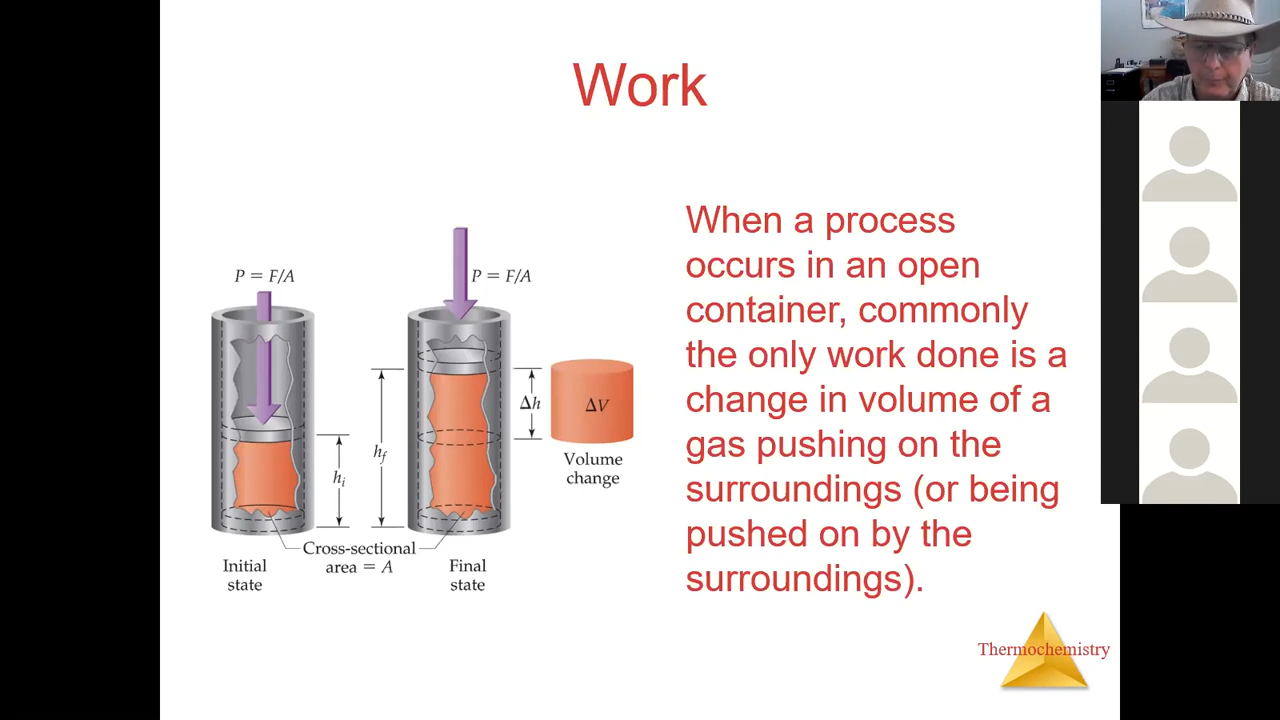 Work
When a process
occurs in an open
container, commonly
the only work done is a
change in volume of a
gas pushing on the
surroundings (or being
pushed on by the
surroundings).
P = F/A
P = F/A
Δh
ΔV
hf
hi
Volume
change
Cross-sectional
area = A
Initial
state
Final
state
Thermochemistry